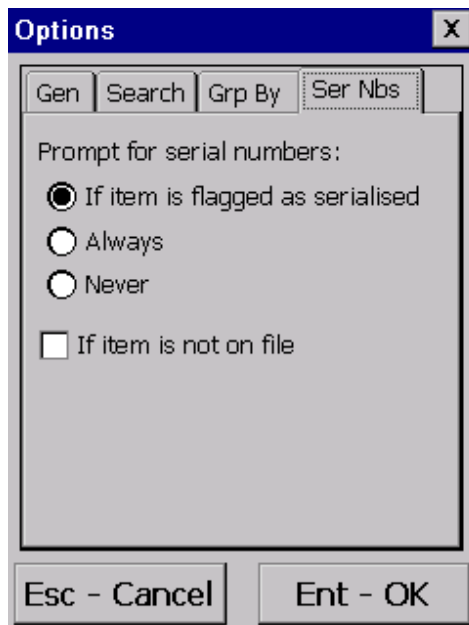 Options X
Gen Search Grp By Ser Nbs
Prompt for serial numbers:
If item is flagged as serialised
Always
Never
If item is not on file
Esc - Cancel Ent - OK